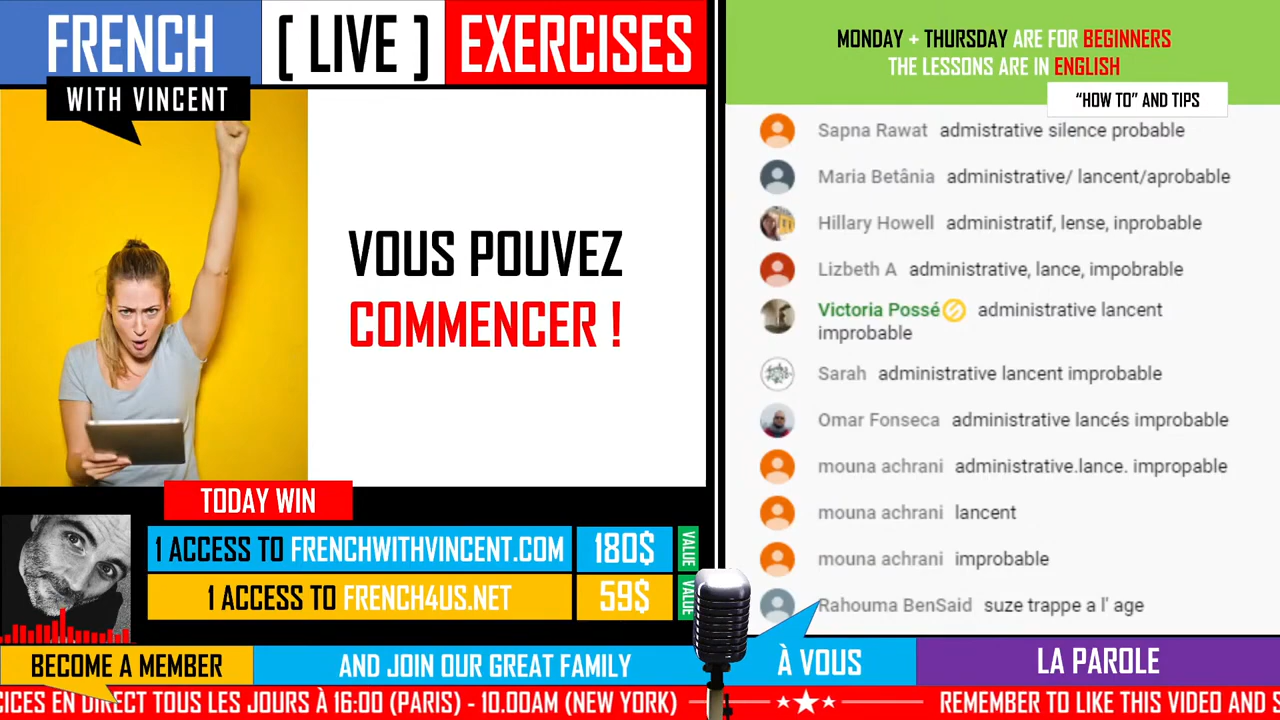 FRENCH [ LIVE ] EXERCISES
WITH VINCENT
VOUS POUVEZ
COMMENCER !
TODAY WIN
1 ACCESS TO FRENCHWITHVINCENT.COM 180$ VALUE
1 ACCESS TO FRENCH4US.NET 59$ VALUE
MONDAY + THURSDAY ARE FOR BEGINNERS
THE LESSONS ARE IN ENGLISH
“HOW TO” AND TIPS
Sapna Rawat admistrative silence probable
Maria Betânia administrative/ lancent/aprobable
Hillary Howell administratif, lense, inprobable
Lizbeth A administrative, lance, impobrable
Victoria Possé administrative lancent
improbable
Sarah administrative lancent improbable
Omar Fonseca administrative lancés improbable
mouna achrani administrative.lance. impropable
mouna achrani lancent
mouna achrani improbable
Rahouma BenSaid suze trappe a l' age
BECOME A MEMBER AND JOIN OUR GREAT FAMILY À VOUS LA PAROLE
CICES EN DIRECT TOUS LES JOURS À 16:00 (PARIS) - 10.00AM (NEW YORK) REMEMBER TO LIKE THIS VIDEO AND S